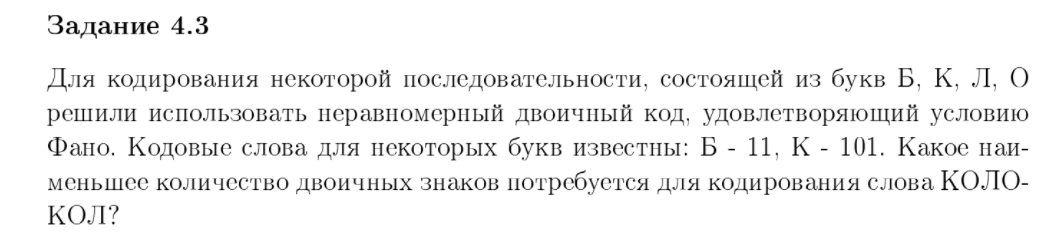 Задание 4.3
Для кодирования некоторой последовательности, состоящей из букв Б, К, Л, О
решили использовать неравномерный двоичный код, удовлетворяющий условию
Фано. Кодовые слова для некоторых букв известны: Б - 11, К - 101. Какое наи-
меньшее количество двоичных знаков потребуется для кодирования слова КОЛО-
КОЛ?